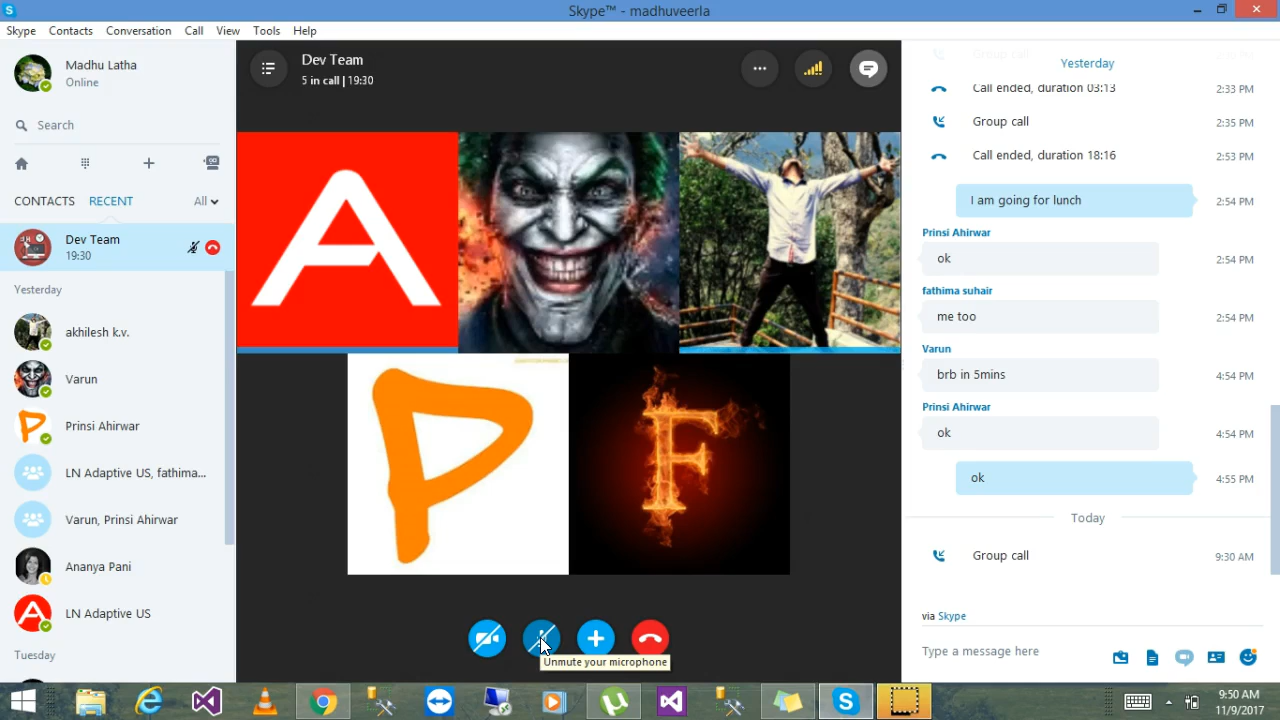 Skype™ - madhuveerla
Skype Contacts Conversation Call View Tools Help
Madhu Latha
Online
Search
CONTACTS RECENT All
Dev Team
19:30
Yesterday
akhilesh k.v.
Varun
Prinsi Ahirwar
LN Adaptive US, fathima...
Varun, Prinsi Ahirwar
Ananya Pani
LN Adaptive US
Tuesday
Dev Team
5 in call | 19:30
A
P
F
Unmute your microphone
Group call
Yesterday
Call ended, duration 03:13 2:33 PM
Group call 2:35 PM
Call ended, duration 18:16 2:53 PM
I am going for lunch 2:54 PM
Prinsi Ahirwar
ok 2:54 PM
fathima suhair
me too 2:54 PM
Varun
brb in 5mins 4:54 PM
Prinsi Ahirwar
ok 4:54 PM
ok 4:55 PM
Today
Group call 9:30 AM
via Skype
Type a message here
9:50 AM
11/9/2017